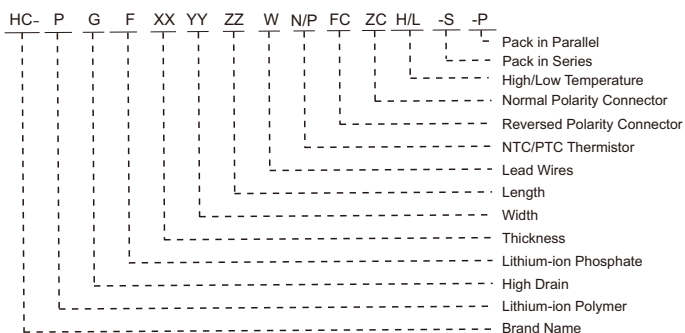 HC- P G F XX YY ZZ W N/P FC ZC H/L -S -P
Pack in Parallel
Pack in Series
High/Low Temperature
Normal Polarity Connector
Reversed Polarity Connector
NTC/PTC Thermistor
Lead Wires
Length
Width
Thickness
Lithium-ion Phosphate
High Drain
Lithium-ion Polymer
Brand Name